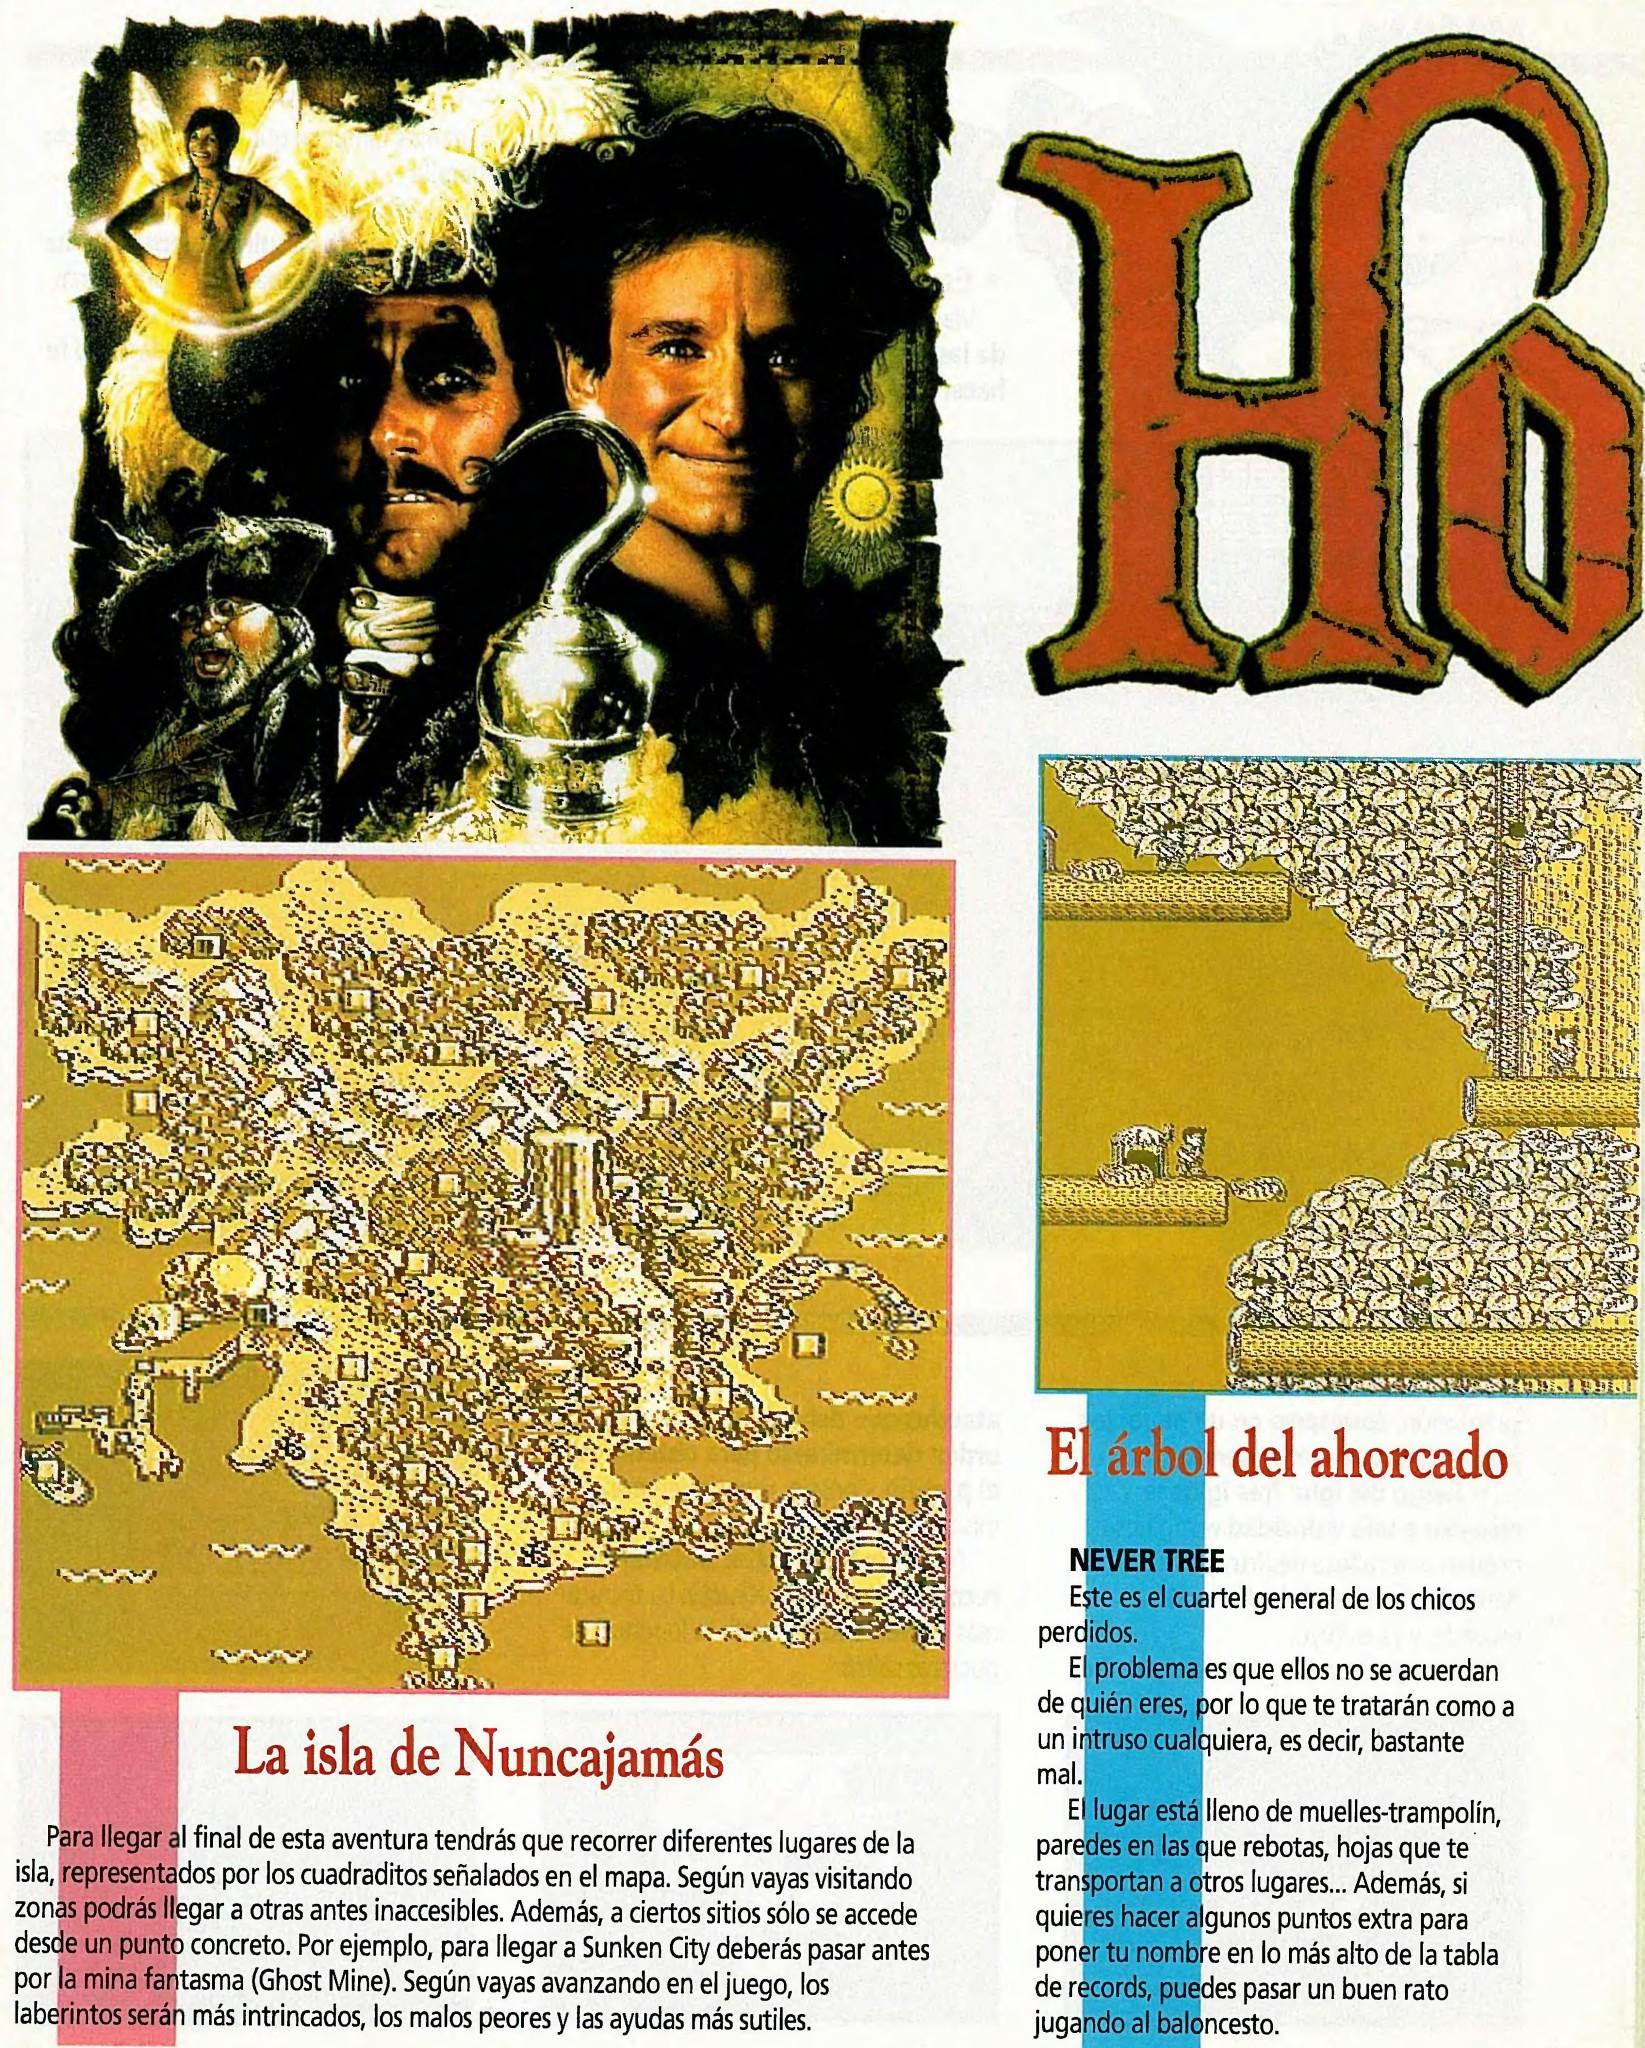 Ho
La isla de Nuncajamás
Para llegar al final de esta aventura tendrás que recorrer diferentes lugares de la
isla, representados por los cuadraditos señalados en el mapa. Según vayas visitando
zonas podrás llegar a otras antes inaccesibles. Además, a ciertos sitios sólo se accede
desde un punto concreto. Por ejemplo, para llegar a Sunken City deberás pasar antes
por la mina fantasma (Ghost Mine). Según vayas avanzando en el juego, los
laberintos serán más intrincados, los malos peores y las ayudas más sutiles.
El árbol del ahorcado
NEVER TREE
Este es el cuartel general de los chicos
perdidos.
El problema es que ellos no se acuerdan
de quién eres, por lo que te tratarán como a
un intruso cualquiera, es decir, bastante
mal.
El lugar está lleno de muelles-trampolín,
paredes en las que rebotas, hojas que te
transportan a otros lugares... Además, si
quieres hacer algunos puntos extra para
poner tu nombre en lo más alto de la tabla
de records, puedes pasar un buen rato
jugando al baloncesto.